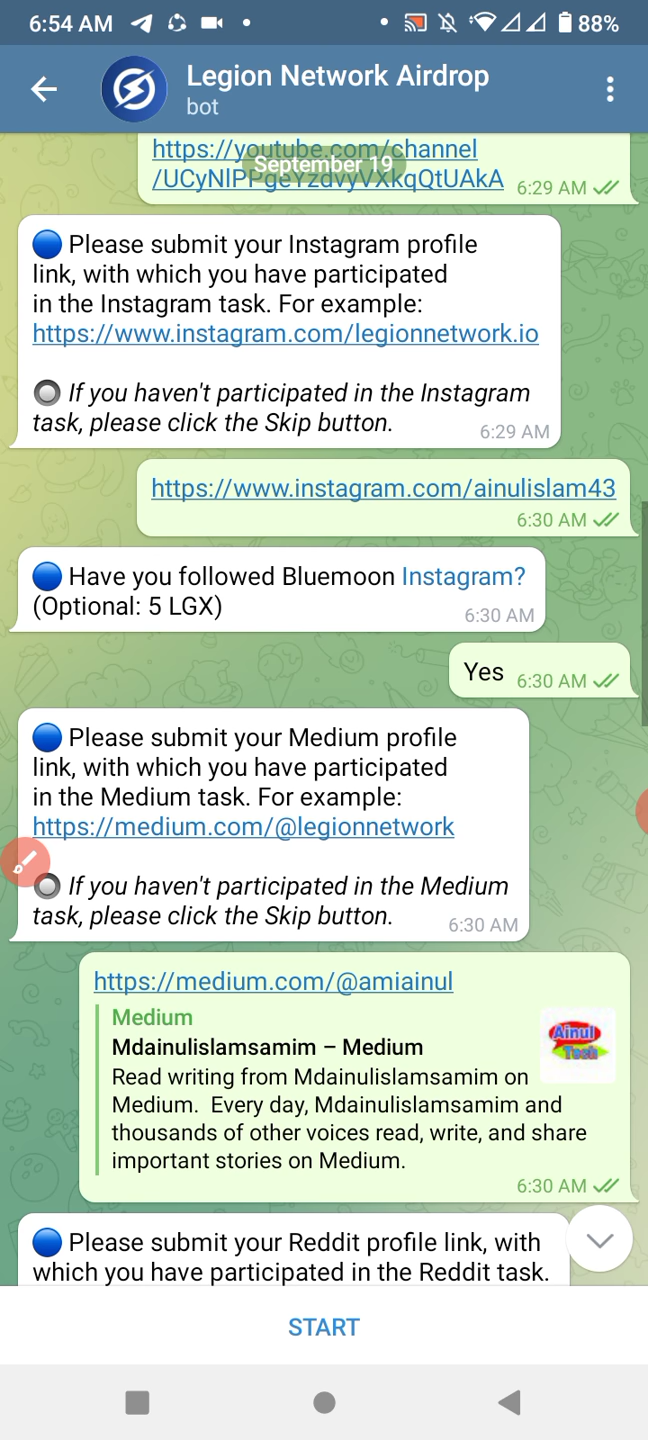 6:54 AM
88%
Legion Network Airdrop
bot
https://youtube.com/channel
September 19
/UCyNlPPgeYzdvyVXkqQtUAkA 6:29 AM
Please submit your Instagram profile
link, with which you have participated
in the Instagram task. For example:
https://www.instagram.com/legionnetwork.io
If you haven't participated in the Instagram
task, please click the Skip button.
6:29 AM
https://www.instagram.com/ainulislam43
6:30 AM
Have you followed Bluemoon Instagram?
(Optional: 5 LGX)
6:30 AM
Yes 6:30 AM
Please submit your Medium profile
link, with which you have participated
in the Medium task. For example:
https://medium.com/@legionnetwork
If you haven't participated in the Medium
task, please click the Skip button.
6:30 AM
https://medium.com/@amiainul
Medium
Mdainulislamsamim – Medium
Read writing from Mdainulislamsamim on
Medium. Every day, Mdainulislamsamim and
thousands of other voices read, write, and share
important stories on Medium.
Ainul
Tech
6:30 AM
Please submit your Reddit profile link, with
which you have participated in the Reddit task.
START